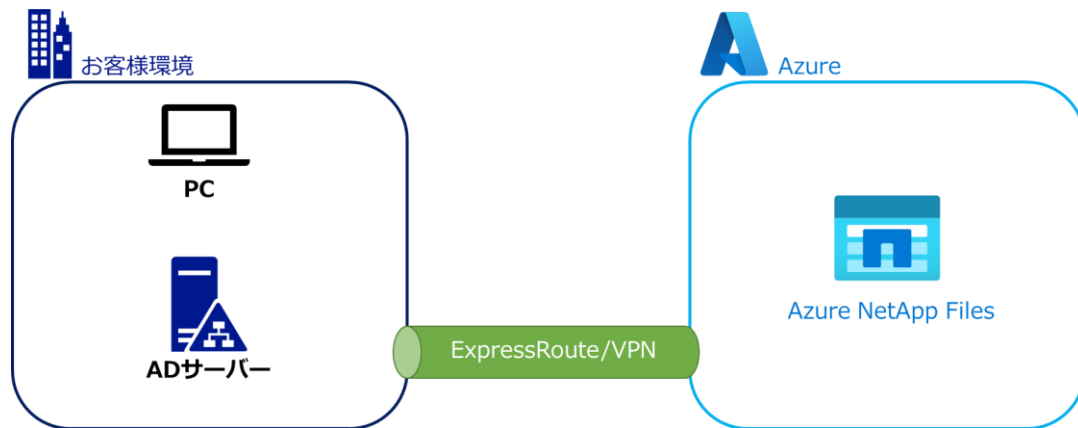 お客様環境
Azure
PC
Azure NetApp Files
ExpressRoute/VPN
ADサーバー